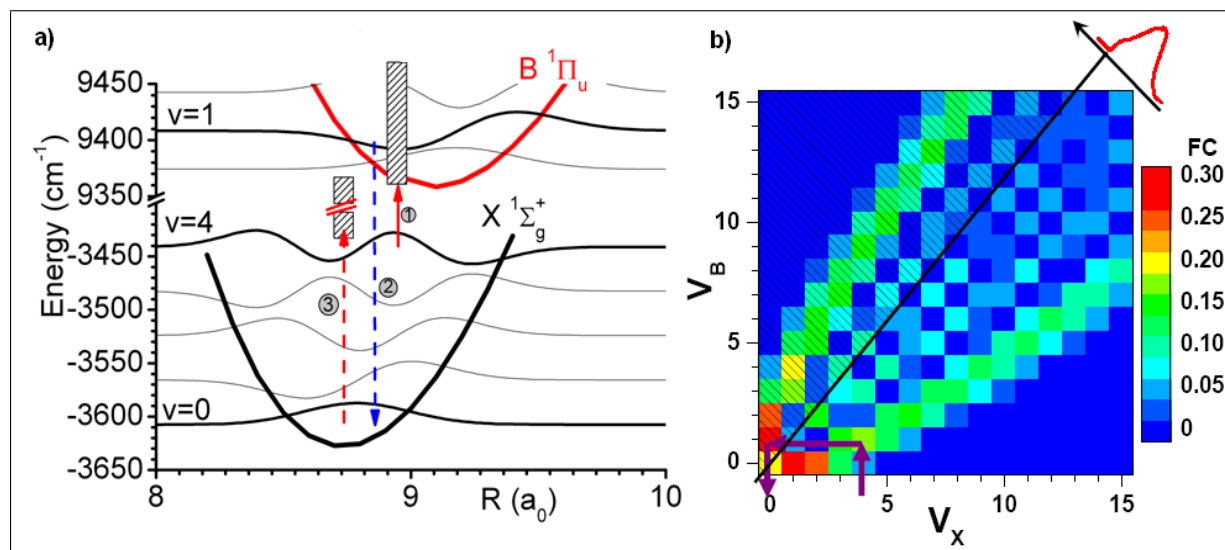 a)
9450
9400
9350
-3450
-3500
-3550
-3600
-3650
Energy (cm⁻¹)
v=1
v=4
v=0
B ¹Πᵤ
X ¹Σg⁺
1
2
3
8
9
10
R (a₀)
b)
15
10
5
0
V_B
0
5
10
15
V_X
FC
0.30
0.25
0.20
0.15
0.10
0.05
0